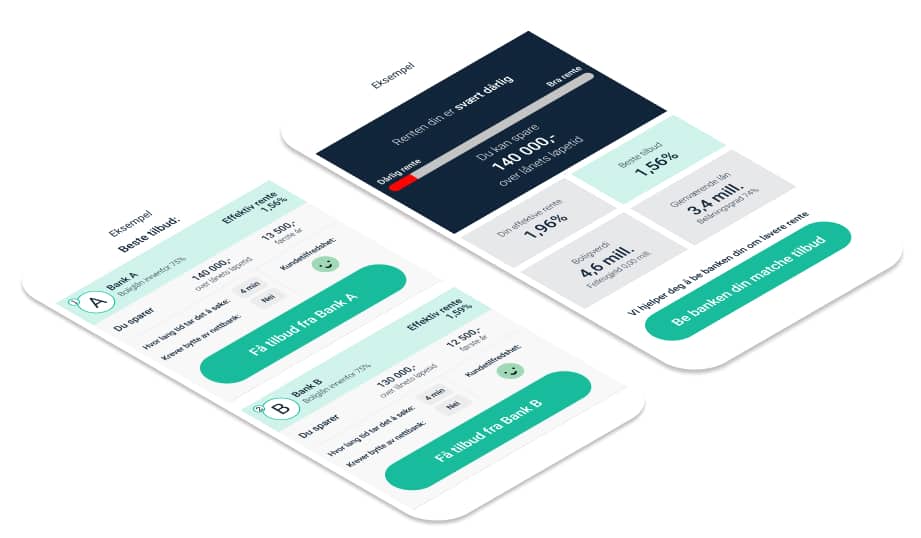 Eksempel
Beste tilbud:
1
A
Bank A
Boliglån innenfor 75%
Effektiv rente
1,56%
Du sparer
140 000,-
over lånets løpetid
13 500,-
første år
Hvor lang tid tar det å søke:
4 min
Kundetilfredshet:
Krever bytte av nettbank:
Nei
Få tilbud fra Bank A
2
B
Bank B
Boliglån innenfor 75%
Effektiv rente
1,59%
Du sparer
130 000,-
over lånets løpetid
12 500,-
første år
Hvor lang tid tar det å søke:
4 min
Kundetilfredshet:
Krever bytte av nettbank:
Nei
Få tilbud fra Bank B
Eksempel
Renten din er svært dårlig
Dårlig rente
Bra rente
Du kan spare
140 000,-
over lånets løpetid
Din effektive rente
1,96%
Beste tilbud
1,56%
Boligverdi
4,6 mill.
Fellesgjeld 0,00 mill.
Gjenværende lån
3,4 mill.
Belåningsgrad 74%
Vi hjelper deg å be banken din om lavere rente
Be banken din matche tilbud